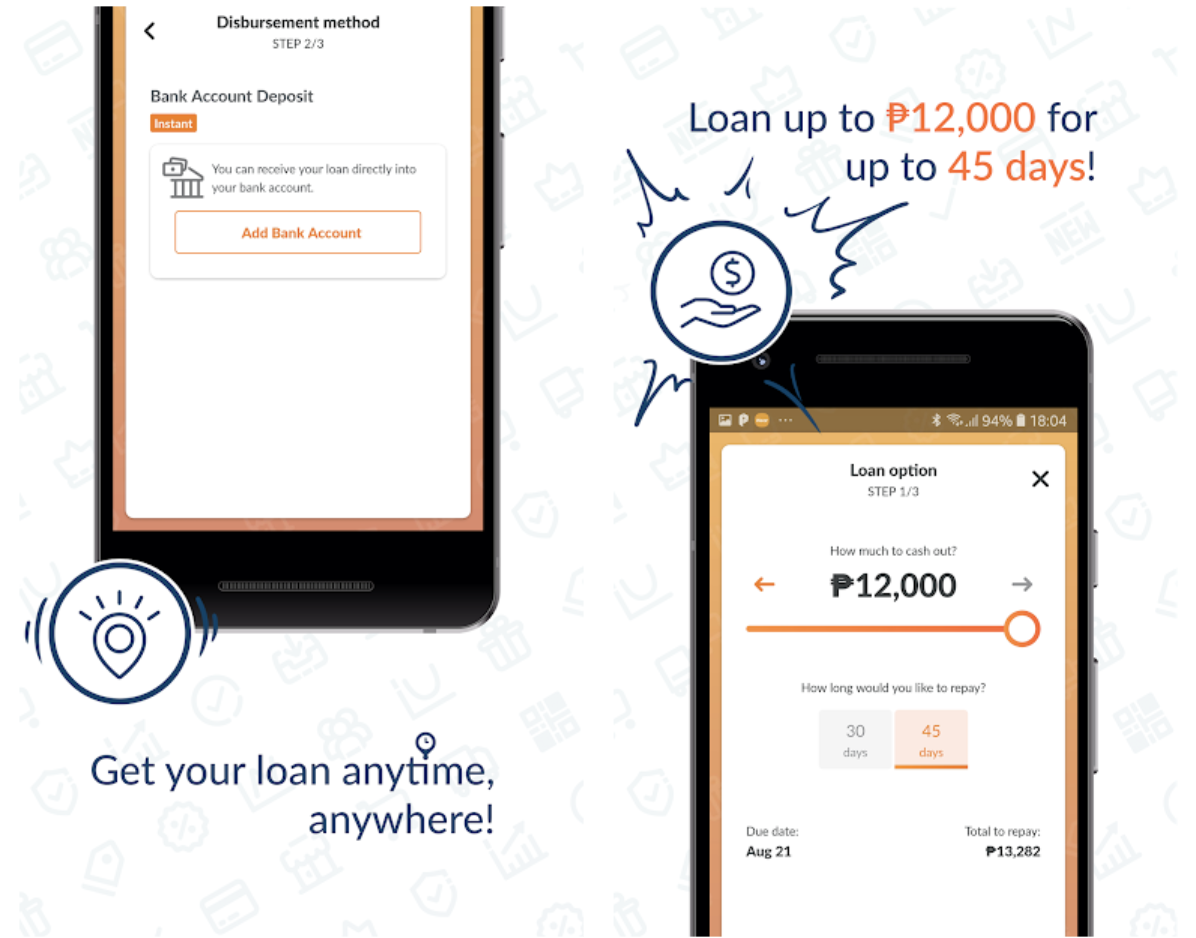 Disbursement method
STEP 2/3
Bank Account Deposit
Instant
You can receive your loan directly into
your bank account.
Add Bank Account
Get your loan anytime,
anywhere!
Loan up to ₱12,000 for
up to 45 days!
$
NEW
94% 18:04
Loan option
STEP 1/3
How much to cash out?
₱12,000
How long would you like to repay?
30
days
45
days
Due date:
Aug 21
Total to repay:
₱13,282